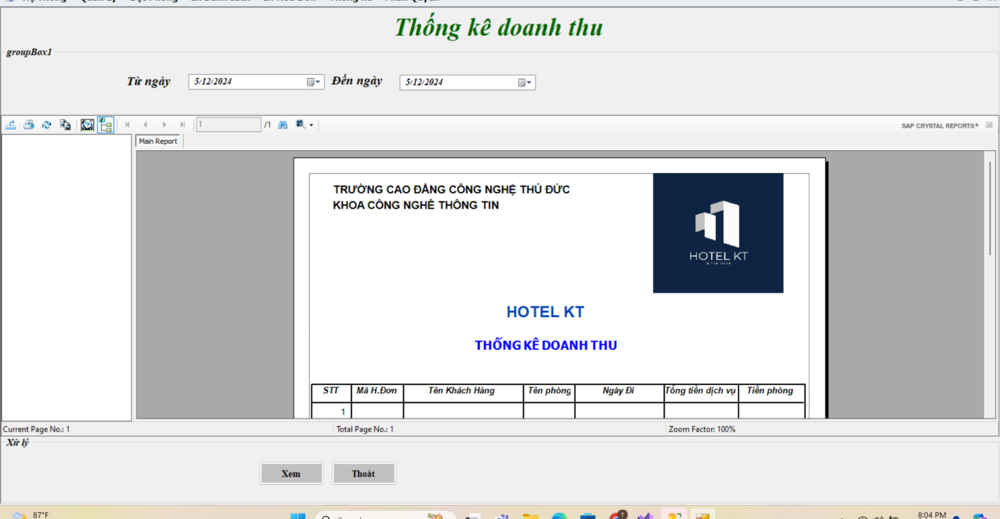 Thống kê doanh thu
groupBox1
Từ ngày 5/12/2024 Đến ngày 5/12/2024
1 /1 SAP CRYSTAL REPORTS®
Main Report
TRƯỜNG CAO ĐẲNG CÔNG NGHỆ THỦ ĐỨC
KHOA CÔNG NGHỆ THÔNG TIN
HOTEL KT
SINCE 2024
HOTEL KT
THỐNG KÊ DOANH THU
STT Mã H.Đơn Tên Khách Hàng Tên phòng Ngày Đi Tổng tiền dịch vụ Tiền phòng
1
Current Page No.: 1 Total Page No.: 1 Zoom Factor: 100%
Xử lý
Xem Thoát
87°F
8:04 PM